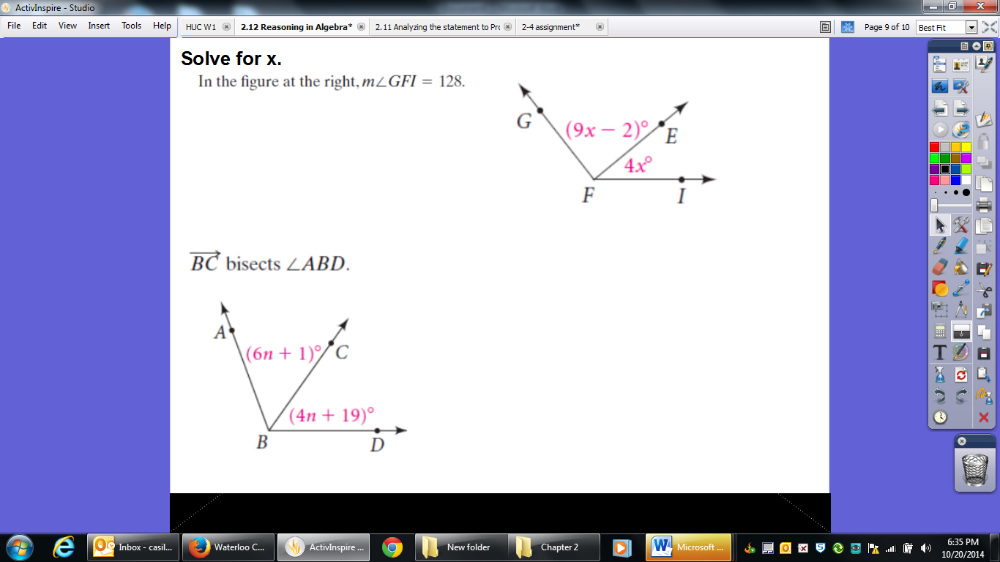 ActivInspire - Studio
File Edit View Insert Tools Help
HUC W1
2.12 Reasoning in Algebra*
2.11 Analyzing the statement to Pro
2-4 assignment*
Page 9 of 10
Best Fit
Solve for x.
In the figure at the right, m∠GFI = 128.
G
(9x − 2)°
E
4x°
F
I
BC bisects ∠ABD.
A
(6n + 1)°
C
(4n + 19)°
B
D
T
Inbox - casil...
Waterloo C...
ActivInspire ...
New folder
Chapter 2
Microsoft ...
6:35 PM
10/20/2014